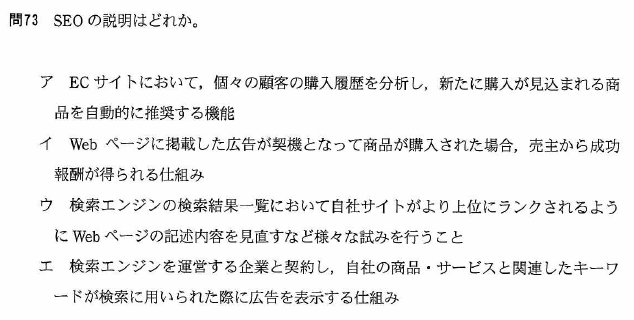 問73 SEO の説明はどれか。
ア EC サイトにおいて，個々の顧客の購入履歴を分析し，新たに購入が見込まれる商
品を自動的に推奨する機能
イ Web ページに掲載した広告が契機となって商品が購入された場合，売主から成功
報酬が得られる仕組み
ウ 検索エンジンの検索結果一覧において自社サイトがより上位にランクされるよう
に Web ページの記述内容を見直すなど様々な試みを行うこと
エ 検索エンジンを運営する企業と契約し，自社の商品・サービスと関連したキーワ
ードが検索に用いられた際に広告を表示する仕組み